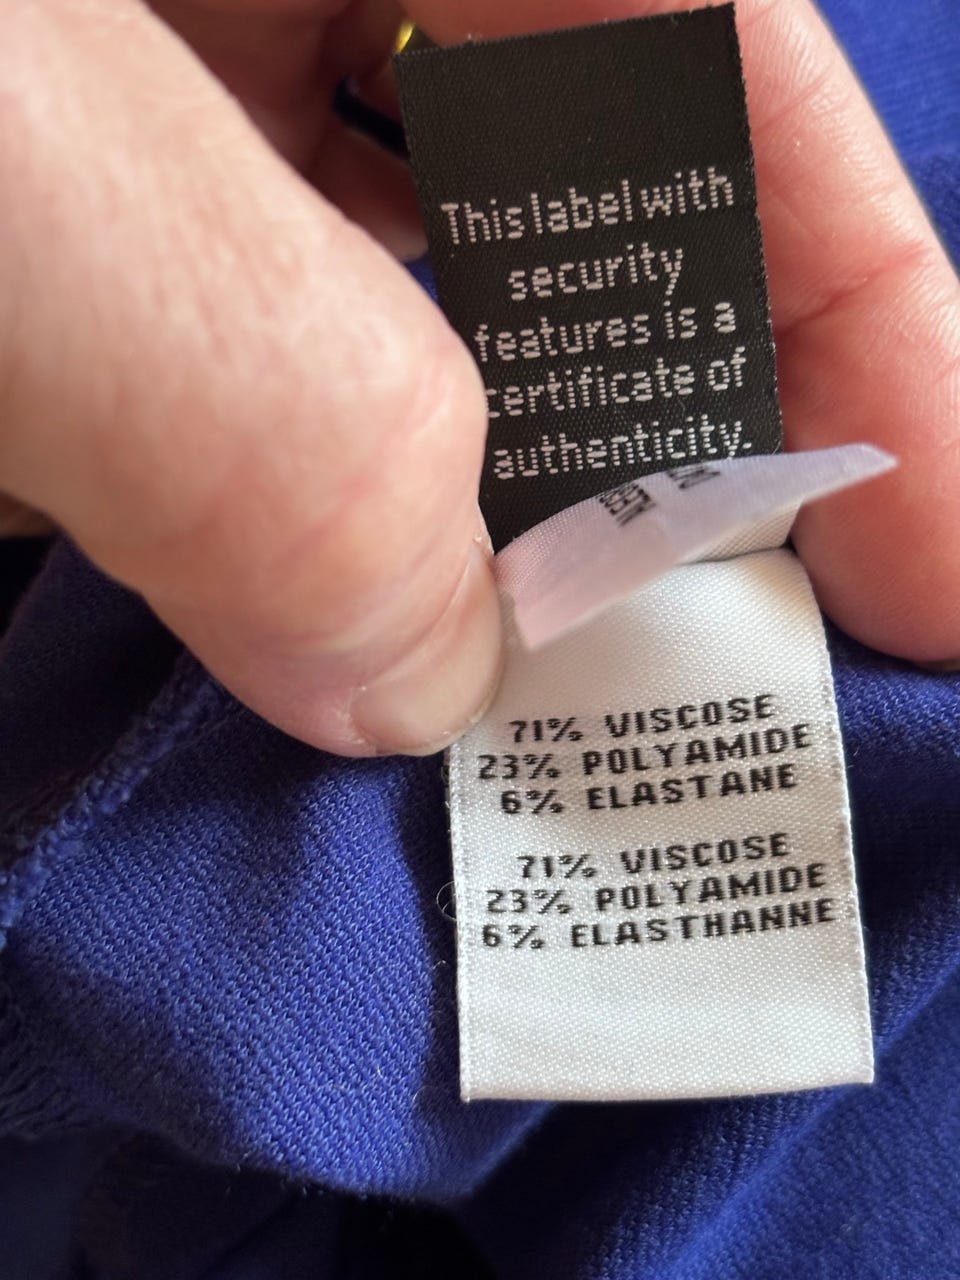 This label with
security
features is a
certificate of
authenticity.
71% VISCOSE
23% POLYAMIDE
6% ELASTANE
71% VISCOSE
23% POLYAMIDE
6% ELASTHANNE